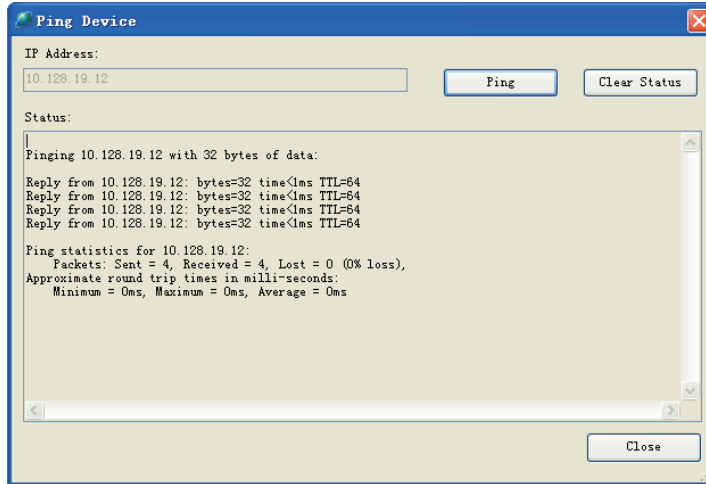 Ping Device
IP Address:
10.128.19.12
Ping
Clear Status
Status:
Pinging 10.128.19.12 with 32 bytes of data:
Reply from 10.128.19.12: bytes=32 time<1ms TTL=64
Reply from 10.128.19.12: bytes=32 time<1ms TTL=64
Reply from 10.128.19.12: bytes=32 time<1ms TTL=64
Reply from 10.128.19.12: bytes=32 time<1ms TTL=64
Ping statistics for 10.128.19.12:
Packets: Sent = 4, Received = 4, Lost = 0 (0% loss),
Approximate round trip times in milli-seconds:
Minimum = 0ms, Maximum = 0ms, Average = 0ms
Close